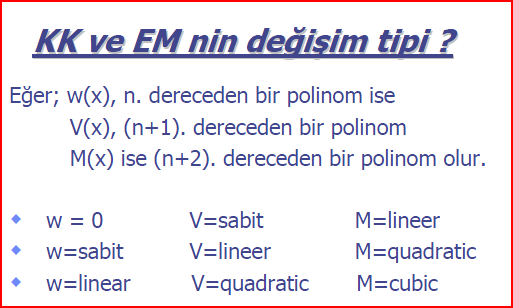 KK ve EM nin değişim tipi ?
Eğer; w(x), n. dereceden bir polinom ise
V(x), (n+1). dereceden bir polinom
M(x) ise (n+2). dereceden bir polinom olur.
w = 0 V=sabit M=lineer
w=sabit V=lineer M=quadratic
w=linear V=quadratic M=cubic